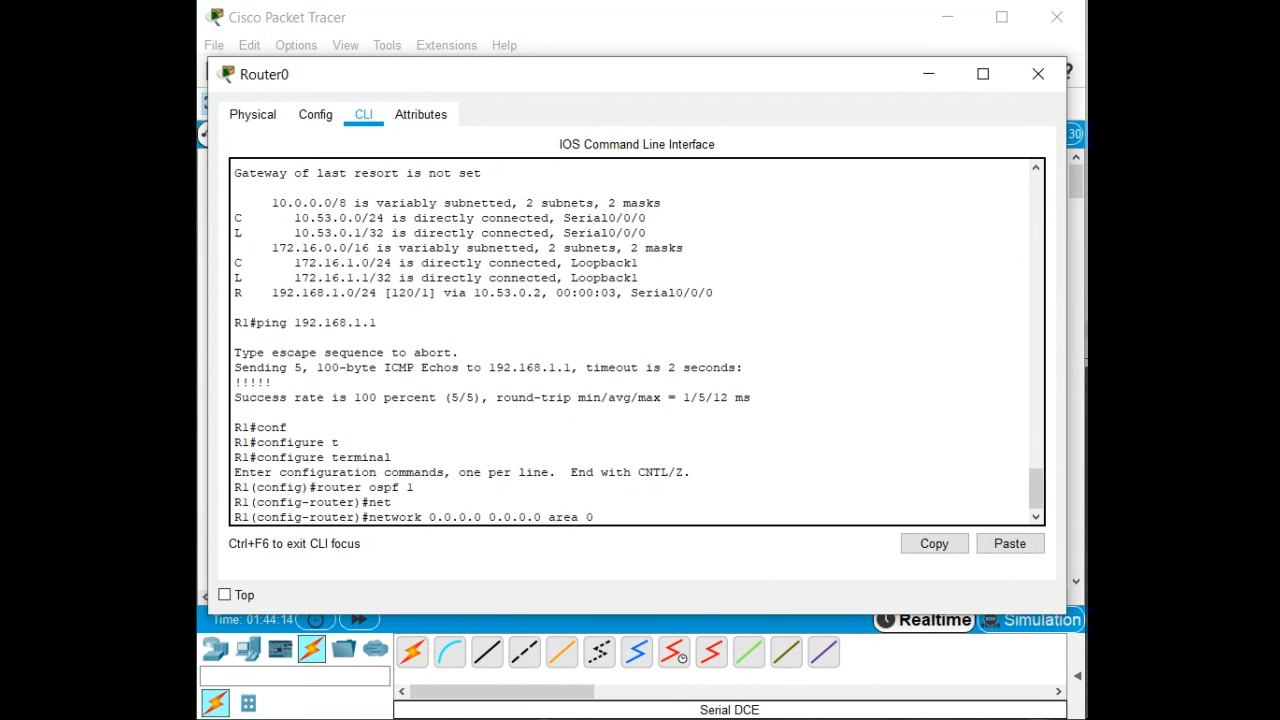 Cisco Packet Tracer
File Edit Options View Tools Extensions Help
?
Router0
Physical Config CLI Attributes
30
IOS Command Line Interface
Gateway of last resort is not set
10.0.0.0/8 is variably subnetted, 2 subnets, 2 masks
C 10.53.0.0/24 is directly connected, Serial0/0/0
L 10.53.0.1/32 is directly connected, Serial0/0/0
172.16.0.0/16 is variably subnetted, 2 subnets, 2 masks
C 172.16.1.0/24 is directly connected, Loopback1
L 172.16.1.1/32 is directly connected, Loopback1
R 192.168.1.0/24 [120/1] via 10.53.0.2, 00:00:03, Serial0/0/0
R1#ping 192.168.1.1
Type escape sequence to abort.
Sending 5, 100-byte ICMP Echos to 192.168.1.1, timeout is 2 seconds:
!!!!!
Success rate is 100 percent (5/5), round-trip min/avg/max = 1/5/12 ms
R1#conf
R1#configure t
R1#configure terminal
Enter configuration commands, one per line. End with CNTL/Z.
R1(config)#router ospf 1
R1(config-router)#net
R1(config-router)#network 0.0.0.0 0.0.0.0 area 0
Ctrl+F6 to exit CLI focus
Copy Paste
Top
Time: 01:44:14
Realtime Simulation
Serial DCE